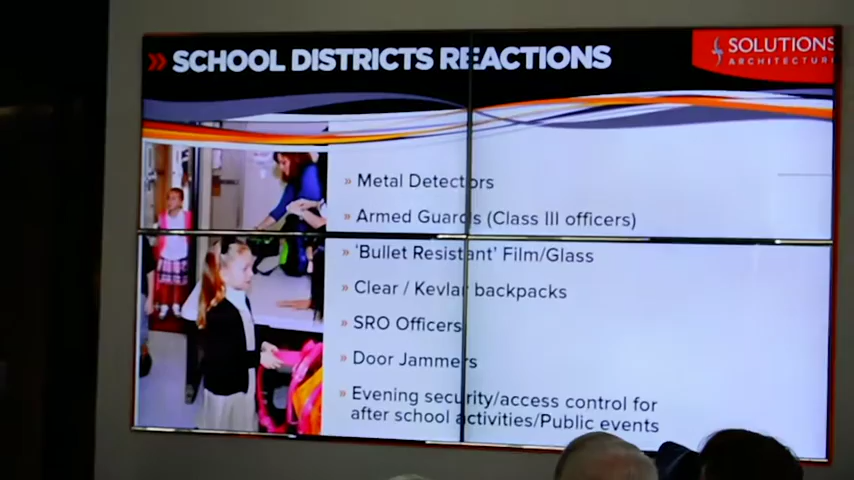 » SCHOOL DISTRICTS REACTIONS
SOLUTIONS
ARCHITECTURE
» Metal Detectors
» Armed Guards (Class III officers)
» 'Bullet Resistant' Film/Glass
» Clear / Kevlar backpacks
» SRO Officers
» Door Jammers
» Evening security/access control for
after school activities/Public events